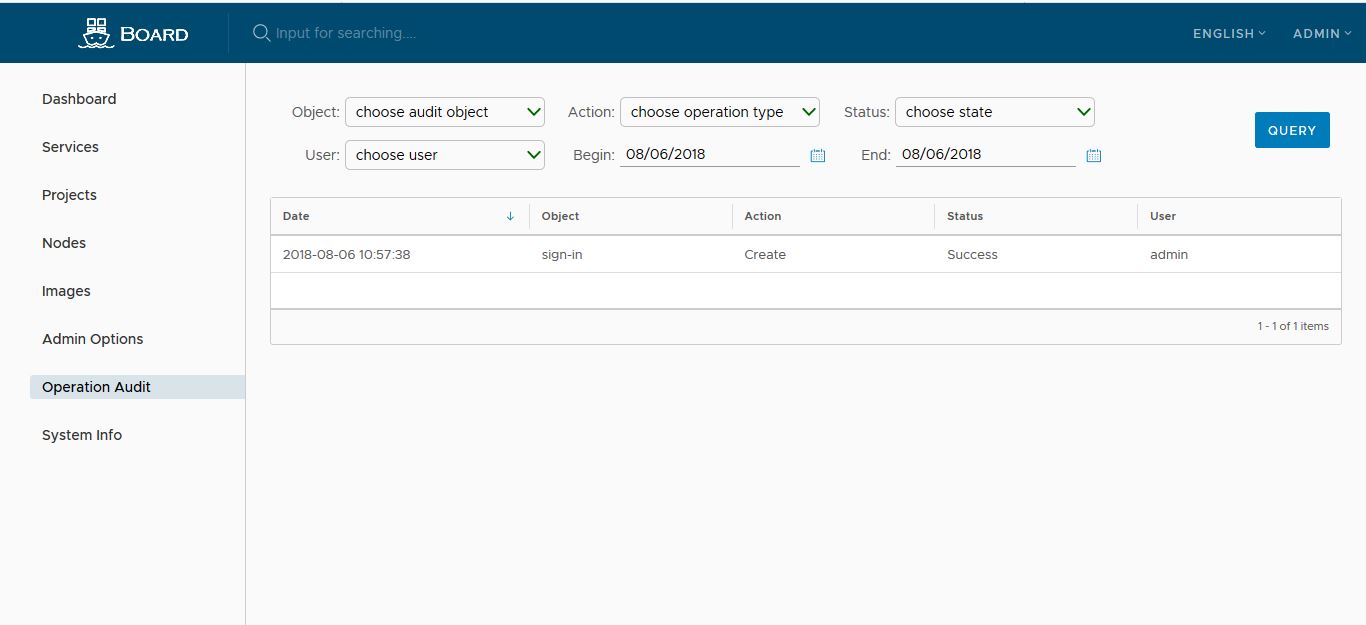 BOARD
Input for searching....
ENGLISH
ADMIN
Dashboard
Services
Projects
Nodes
Images
Admin Options
Operation Audit
System Info
Object: choose audit object Action: choose operation type Status: choose state
User: choose user Begin: 08/06/2018 End: 08/06/2018
QUERY
Date Object Action Status User
2018-08-06 10:57:38 sign-in Create Success admin
1 - 1 of 1 items